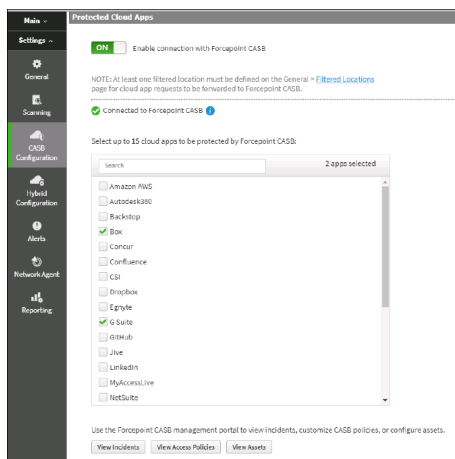 Main
Protected Cloud Apps
Settings
General
Scanning
CASB
Configuration
Hybrid
Configuration
Alerts
Network Agent
Reporting
ON
Enable connection with Forcepoint CASB
NOTE: At least one filtered location must be defined on the General > Filtered Locations
page for cloud app requests to be forwarded to Forcepoint CASB.
Connected to Forcepoint CASB
Select up to 15 cloud apps to be protected by Forcepoint CASB:
Search
2 apps selected
Amazon AWS
Autodesk360
Backstop
Box
Concur
Confluence
CSI
Dropbox
Egnyte
G Suite
GitHub
Jive
LinkedIn
MyAccessLive
NetSuite
Use the Forcepoint CASB management portal to view incidents, customize CASB policies, or configure assets.
View Incidents
View Access Policies
View Assets